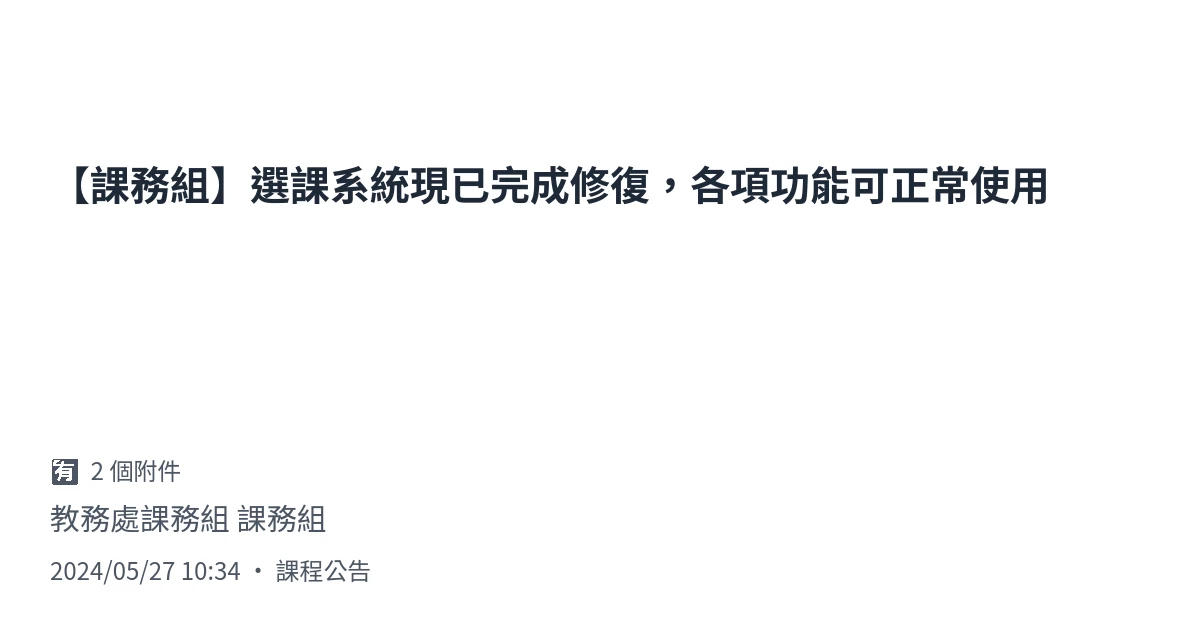 【課務組】選課系統現已完成修復，各項功能可正常使用
有 2 個附件
教務處課務組 課務組
2024/05/27 10:34 • 課程公告